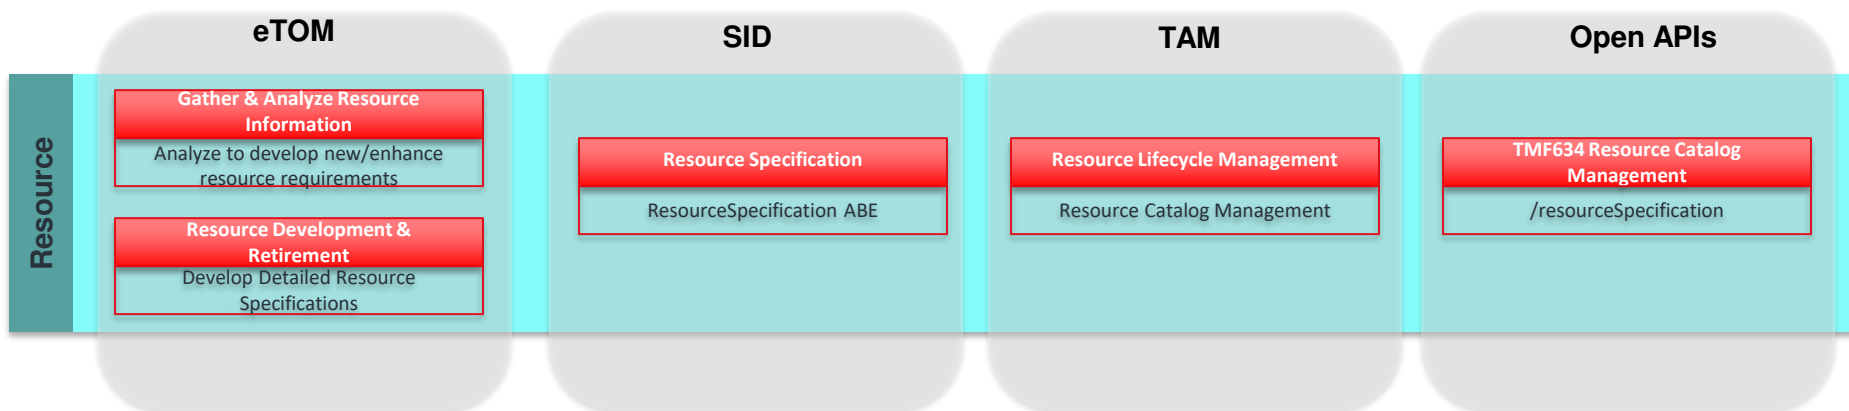 eTOM
SID
TAM
Open APIs
Resource
Gather & Analyze Resource
Information
Analyze to develop new/enhance
resource requirements
Resource Development &
Retirement
Develop Detailed Resource
Specifications
Resource Specification
ResourceSpecification ABE
Resource Lifecycle Management
Resource Catalog Management
TMF634 Resource Catalog
Management
/resourceSpecification